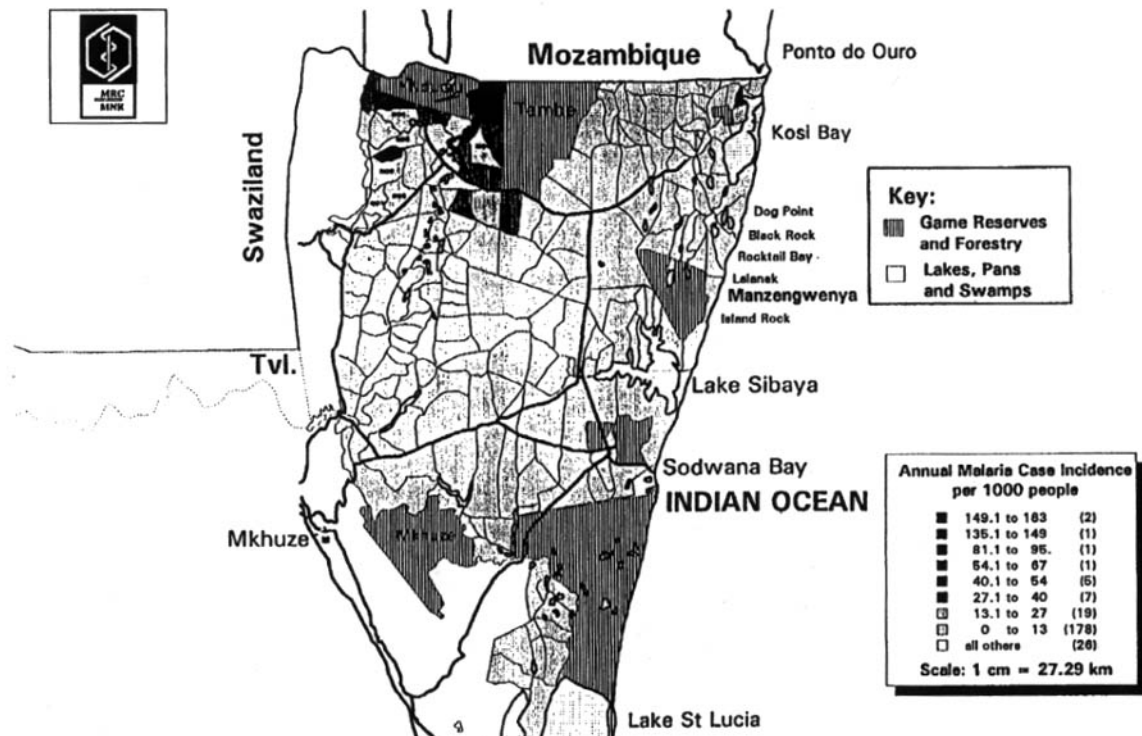 MRC
MNR
Mozambique
Ponto do Ouro
Tembe
Kosi Bay
Swaziland
Key:
Game Reserves
and Forestry
Lakes, Pans
and Swamps
Dog Point
Black Rock
Rocktail Bay
Lalanek
Manzengwenya
Island Rock
Tvl.
Lake Sibaya
Sodwana Bay
INDIAN OCEAN
Mkhuze
Mkhuze
Annual Malaria Case Incidence
per 1000 people
149.1 to 163 (2)
135.1 to 149 (1)
81.1 to 95. (1)
54.1 to 67 (1)
40.1 to 54 (5)
27.1 to 40 (7)
13.1 to 27 (19)
0 to 13 (178)
all others (26)
Scale: 1 cm = 27.29 km
Lake St Lucia